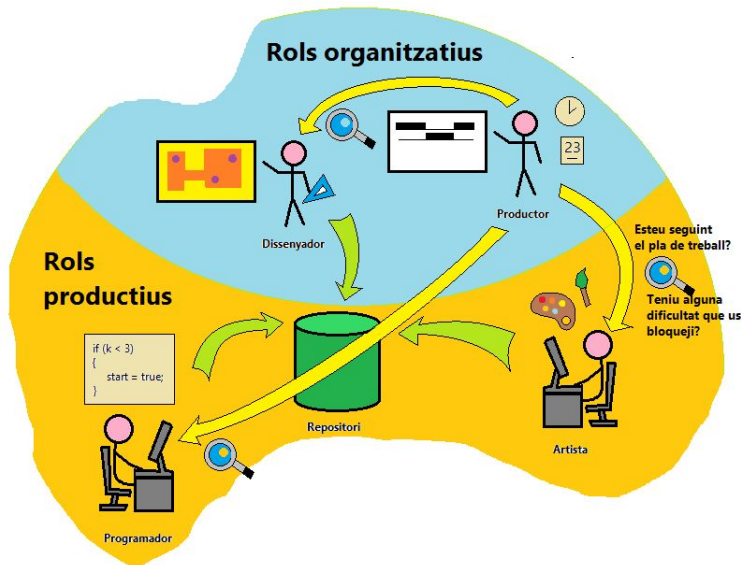 Rols organitzatius
23
Dissenyador
Productor
Esteu seguint
el pla de treball?
Teniu alguna
dificultat que us
bloqueji?
Rols
productius
if (k < 3)
{
start = true;
}
Repositori
Artista
Programador